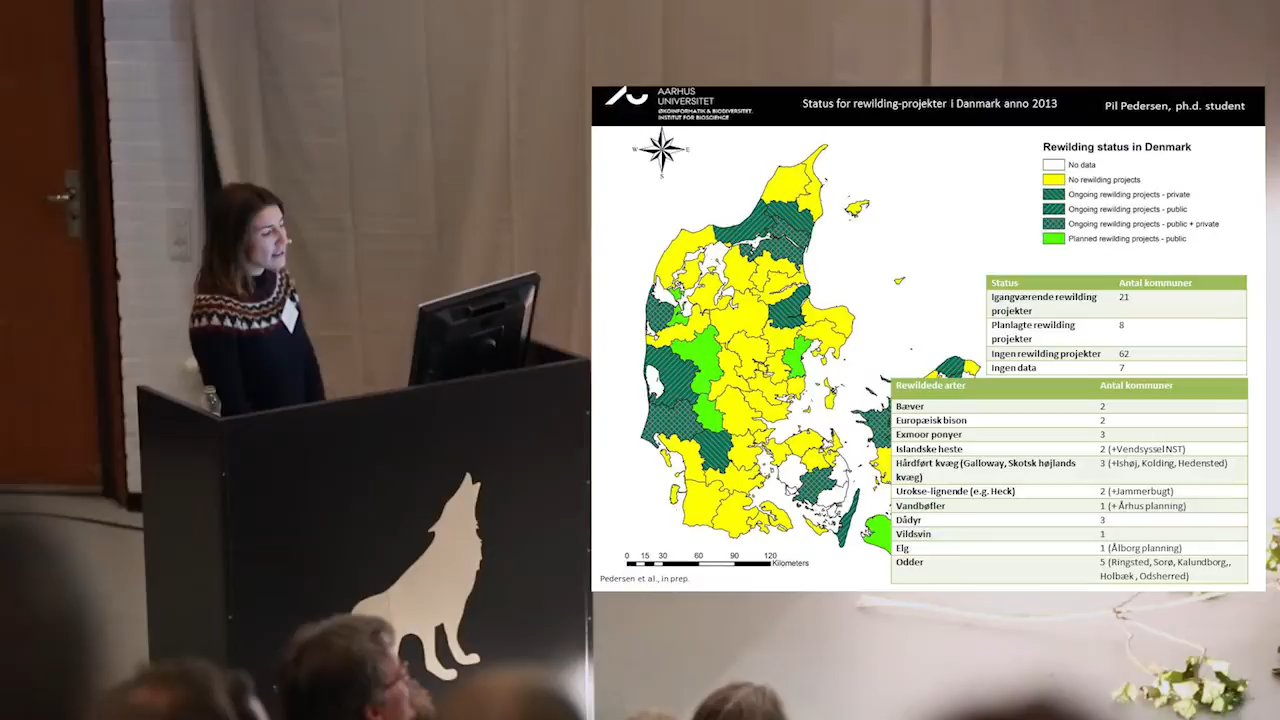 AARHUS
UNIVERSITET
ØKOINFORMATIK & BIODIVERSITET,
INSTITUT FOR BIOSCIENCE
Status for rewilding-projekter i Danmark anno 2013
Pil Pedersen, ph.d. student
W E
S
Rewilding status in Denmark
No data
No rewilding projects
Ongoing rewilding projects - private
Ongoing rewilding projects - public
Ongoing rewilding projects - public + private
Planned rewilding projects - public
Status Antal kommuner
Igangværende rewilding 21
projekter
Planlagte rewilding 8
projekter
Ingen rewilding projekter 62
Ingen data 7
Rewildede arter Antal kommuner
Bæver 2
Europæisk bison 2
Exmoor ponyer 3
Islandske heste 2 (+Vendsyssel NST)
Hårdført kvæg (Galloway, Skotsk højlands 3 (+Ishøj, Kolding, Hedensted)
kvæg)
Urokse-lignende (e.g. Heck) 2 (+Jammerbugt)
Vandbøfler 1 (+ Århus planning)
Dådyr 3
Vildsvin 1
Elg 1 (Ålborg planning)
Odder 5 (Ringsted, Sorø, Kalundborg,,
Holbæk, Odsherred)
0 15 30 60 90 120
Kilometers
Pedersen et al., in prep.